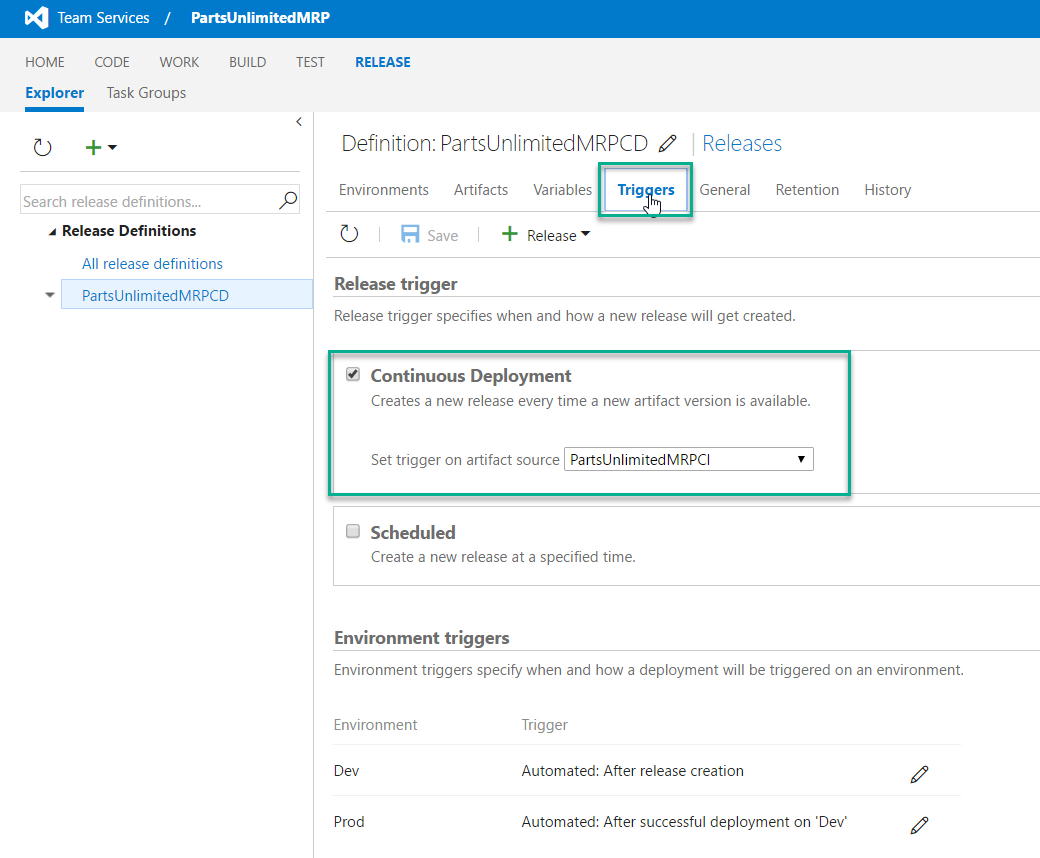 Team Services / PartsUnlimitedMRP
HOME CODE WORK BUILD TEST RELEASE
Explorer Task Groups
Definition: PartsUnlimitedMRPCD | Releases
Environments Artifacts Variables Triggers General Retention History
Search release definitions...
Save Release
Release Definitions
All release definitions
PartsUnlimitedMRPCD
Release trigger
Release trigger specifies when and how a new release will get created.
Continuous Deployment
Creates a new release every time a new artifact version is available.
Set trigger on artifact source PartsUnlimitedMRPCI
Scheduled
Create a new release at a specified time.
Environment triggers
Environment triggers specify when and how a deployment will be triggered on an environment.
Environment Trigger
Dev Automated: After release creation
Prod Automated: After successful deployment on 'Dev'